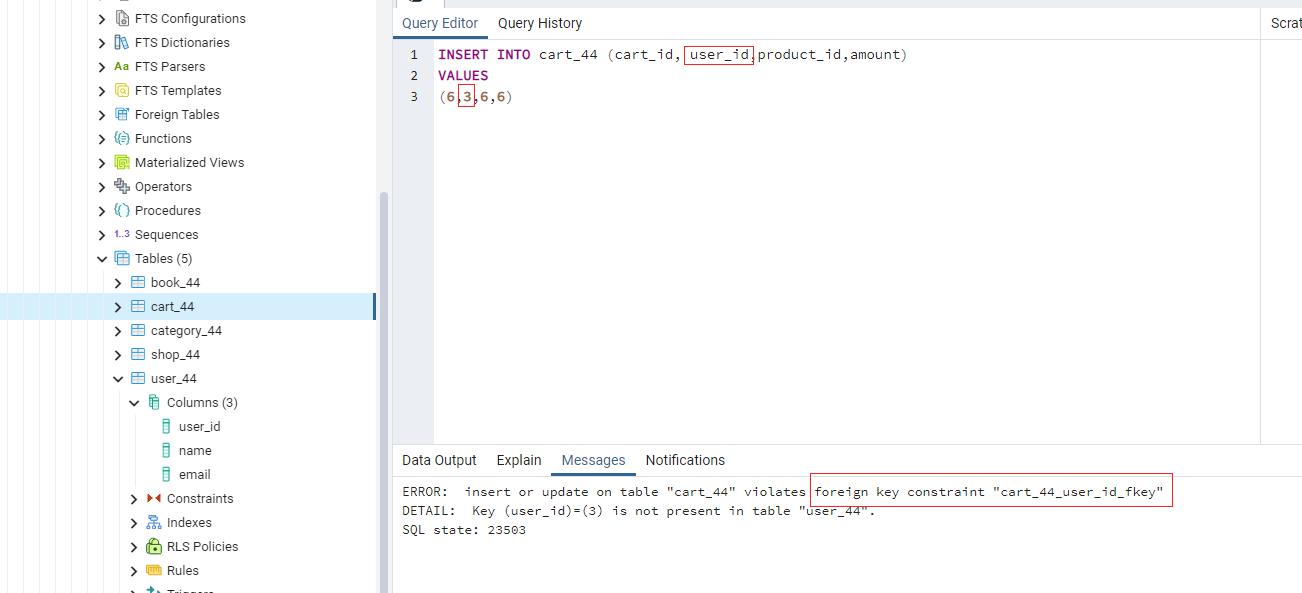 FTS Configurations
FTS Dictionaries
Aa FTS Parsers
FTS Templates
Foreign Tables
Functions
Materialized Views
Operators
Procedures
1..3 Sequences
Tables (5)
book_44
cart_44
category_44
shop_44
user_44
Columns (3)
user_id
name
email
Constraints
Indexes
RLS Policies
Rules
Triggers
Query Editor Query History
Scrat
1 INSERT INTO cart_44 (cart_id, user_id,product_id,amount)
2 VALUES
3 (6,3,6,6)
Data Output Explain Messages Notifications
ERROR:  insert or update on table "cart_44" violates foreign key constraint "cart_44_user_id_fkey"
DETAIL:  Key (user_id)=(3) is not present in table "user_44".
SQL state: 23503